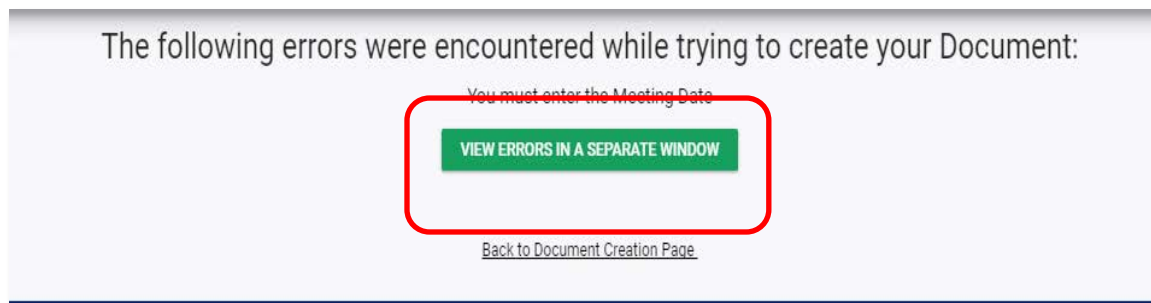 The following errors were encountered while trying to create your Document:
You must enter the Meeting Date
VIEW ERRORS IN A SEPARATE WINDOW
Back to Document Creation Page